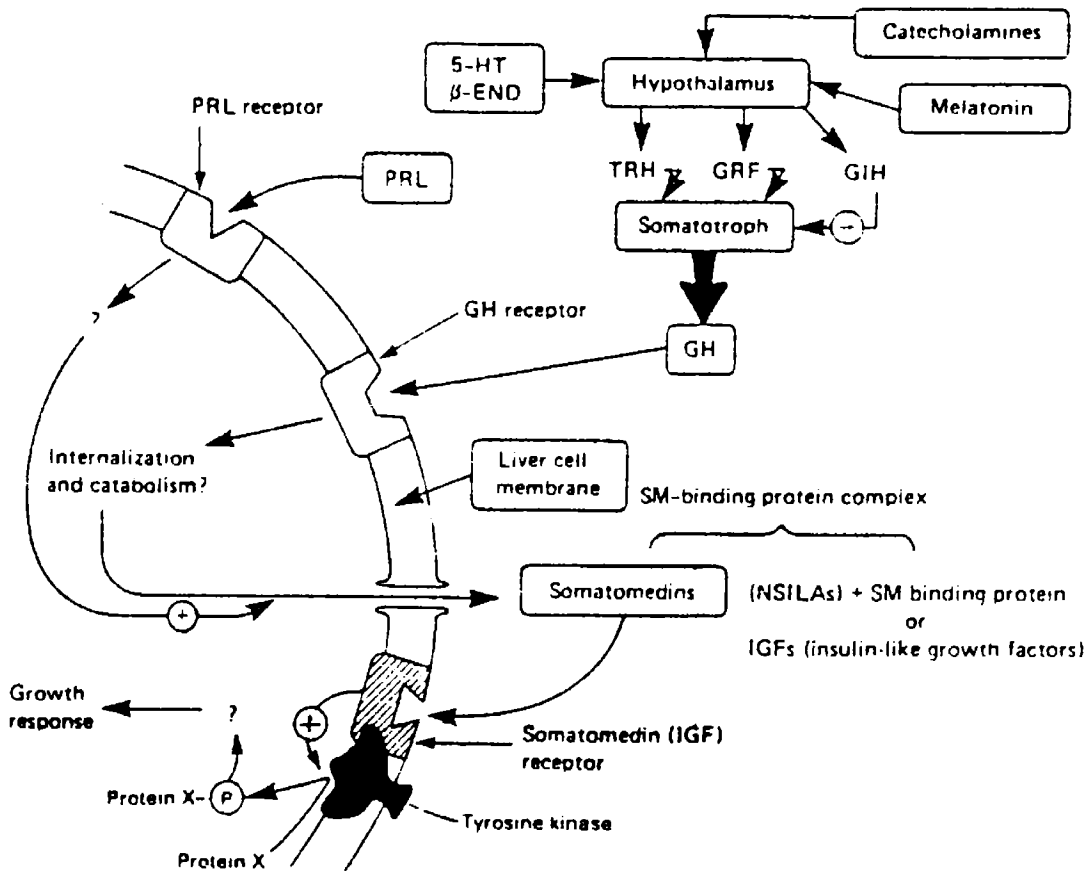 Catecholamines
5-HT
β-END
Hypothalamus
Melatonin
PRL receptor
PRL
TRH
GRF
GIH
Somatotroph
−
GH receptor
GH
?
Internalization
and catabolism?
Liver cell
membrane
SM-binding protein complex
Somatomedins
(NSILAs) + SM binding protein
or
IGFs (insulin-like growth factors)
+
Growth
response
?
+
Somatomedin (IGF)
receptor
Protein X-P
Tyrosine kinase
Protein X